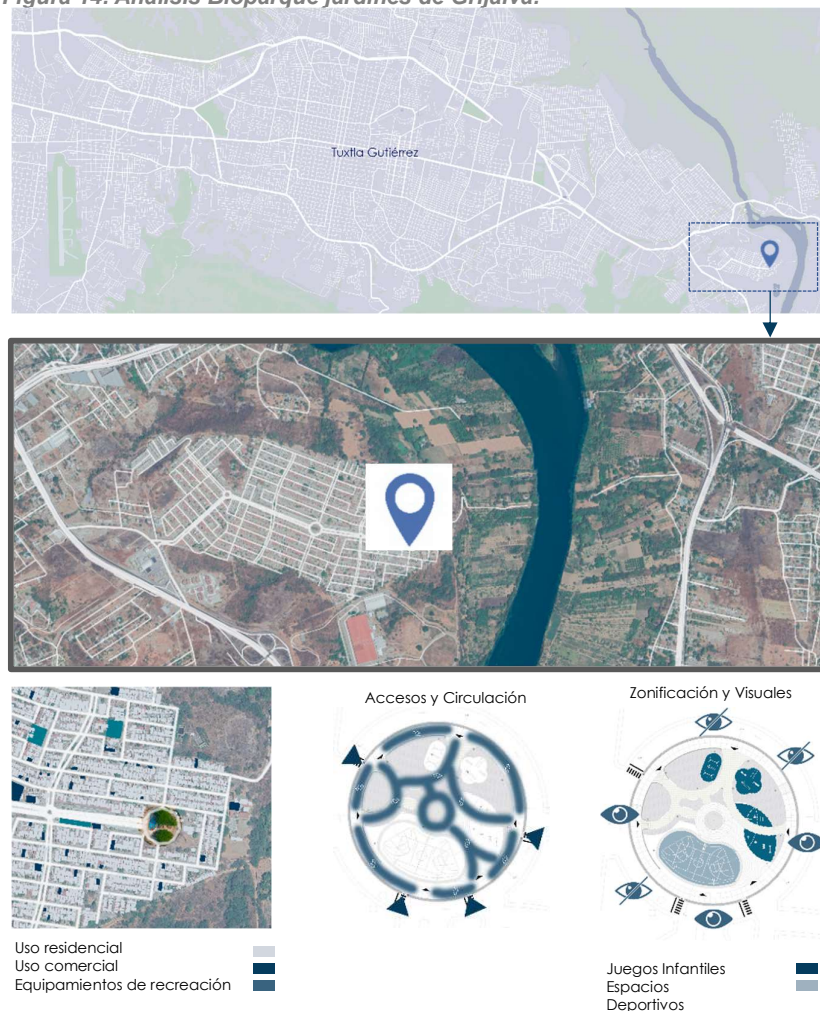 Figura 14. Análisis Bioparque jardines de Grijalva.
Tuxtla Gutiérrez
Accesos y Circulación
Zonificación y Visuales
Uso residencial
Uso comercial
Equipamientos de recreación
Juegos Infantiles
Espacios
Deportivos